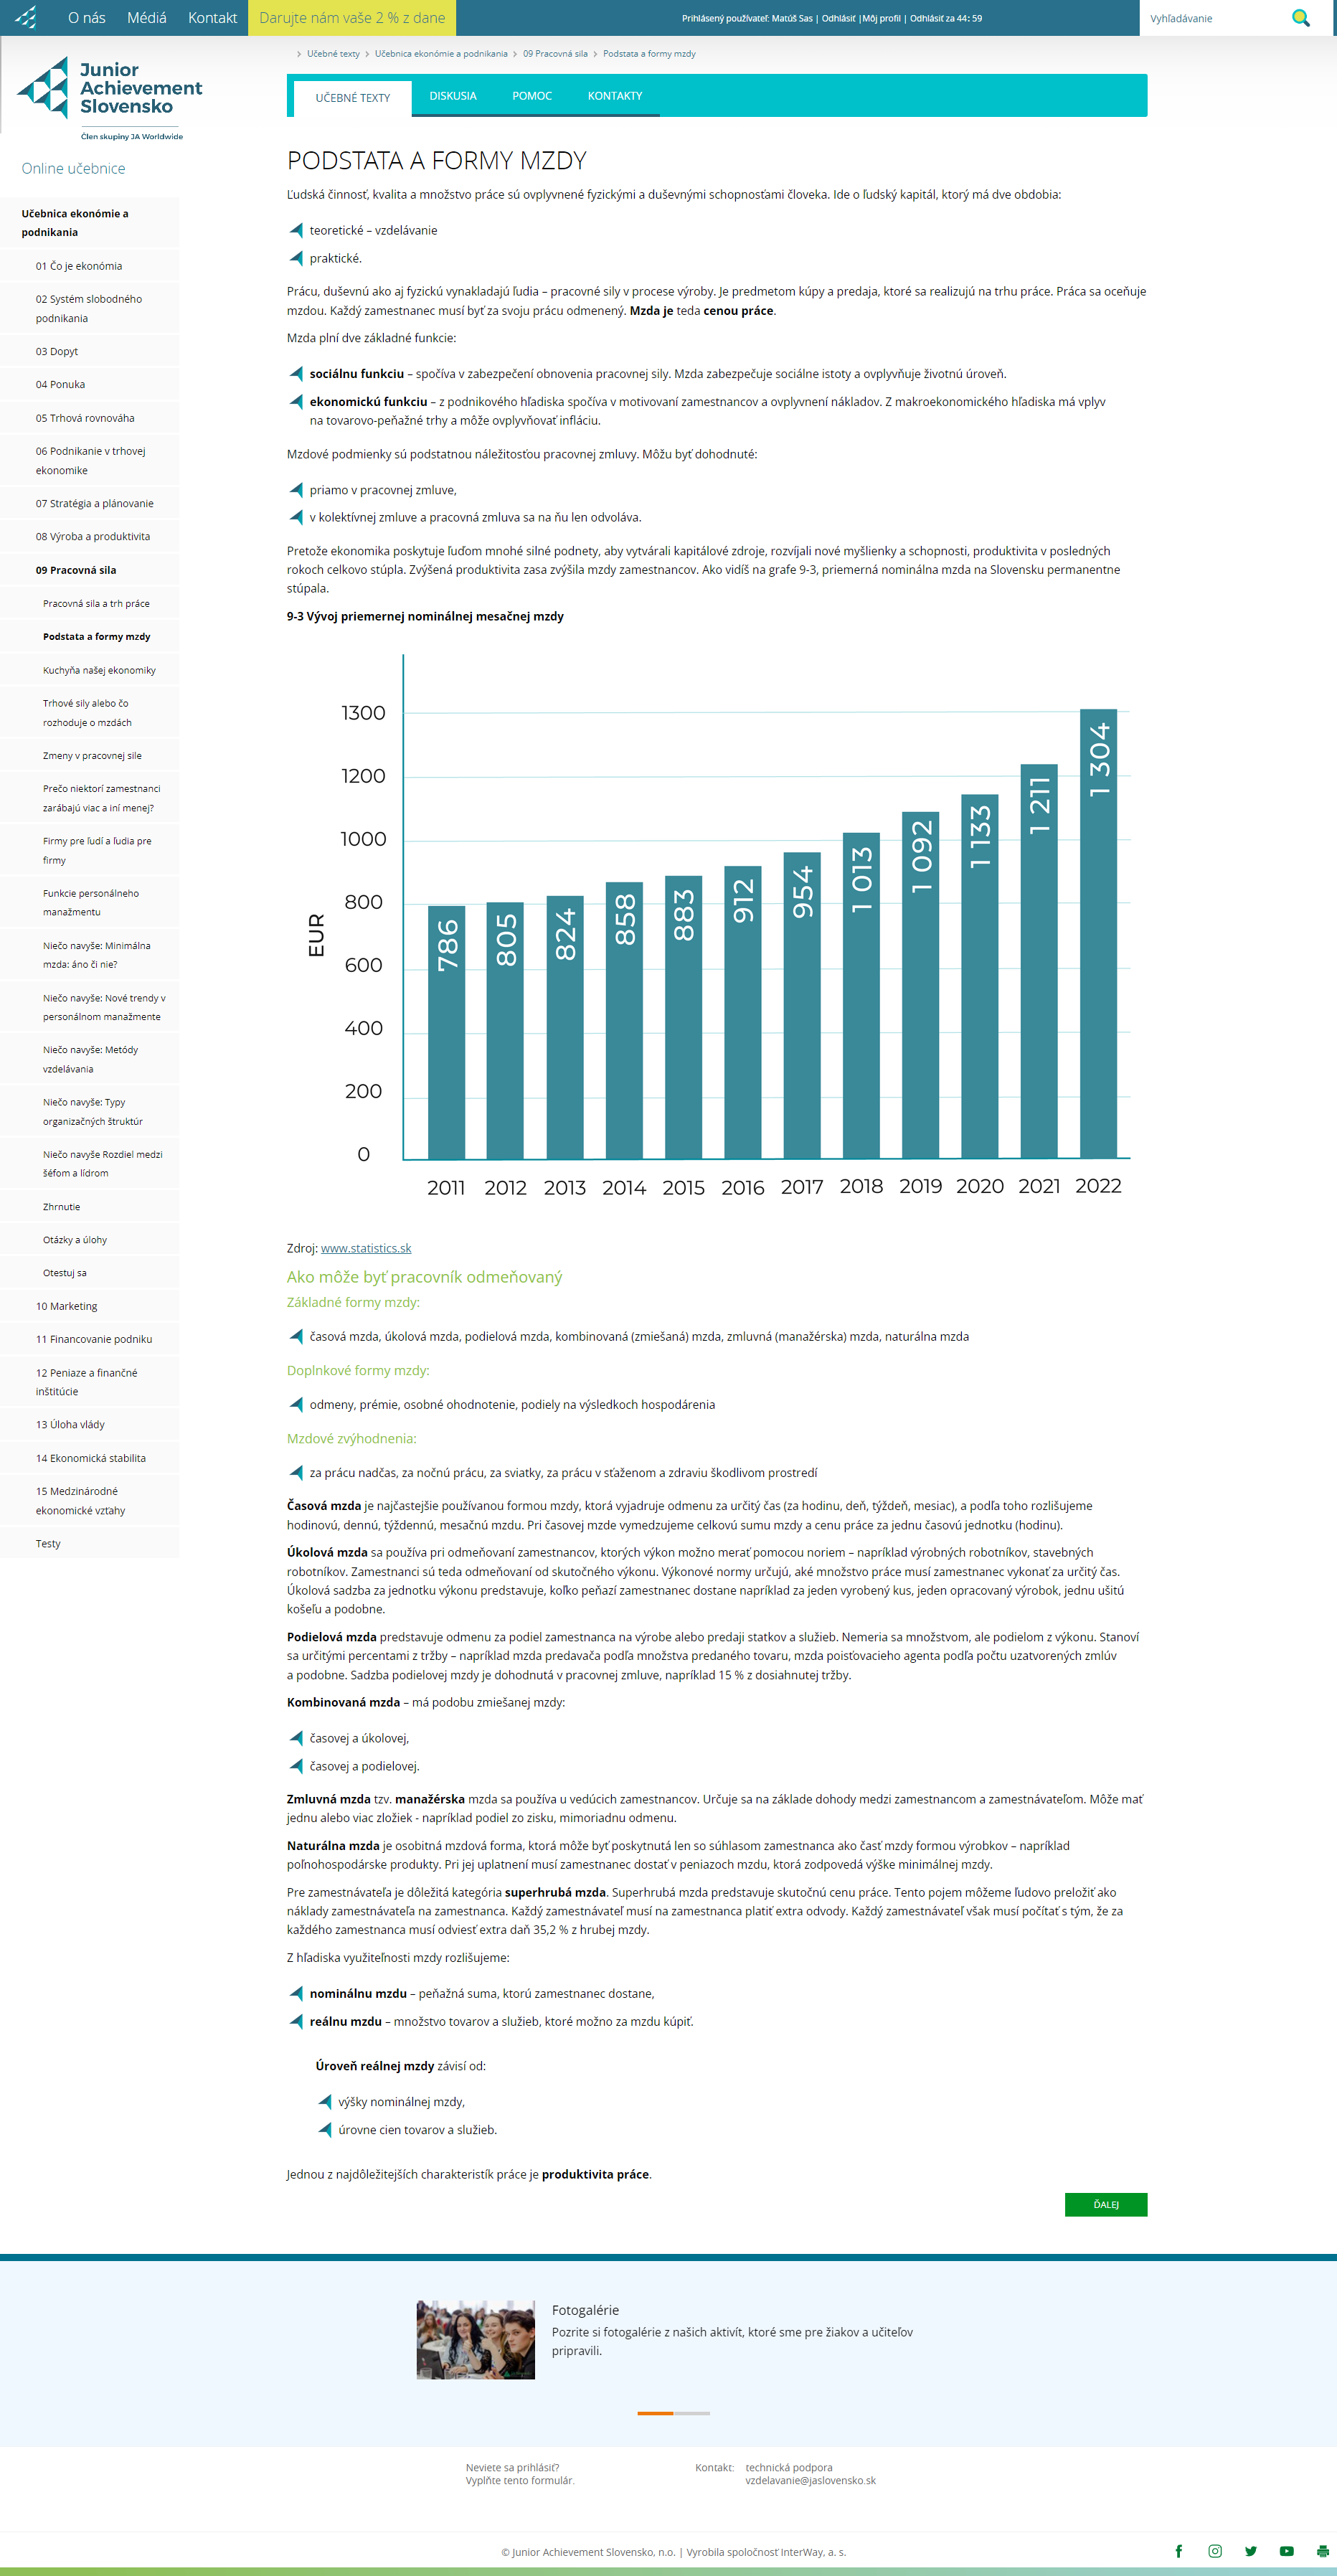 O nás Médiá Kontakt Darujte nám vaše 2 % z dane Prihlásený používateľ: Matúš Sas | Odhlásiť |Môj profil | Odhlásiť za 44: 59 Vyhľadávanie
Učebné texty Učebnica ekonómie a podnikania 09 Pracovná sila Podstata a formy mzdy
Junior
Achievement
Slovensko
Člen skupiny JA Worldwide
UČEBNÉ TEXTY DISKUSIA POMOC KONTAKTY
Online učebnice
Učebnica ekonómie a
podnikania
01 Čo je ekonómia
02 Systém slobodného
podnikania
03 Dopyt
04 Ponuka
05 Trhová rovnováha
06 Podnikanie v trhovej
ekonomike
07 Stratégia a plánovanie
08 Výroba a produktivita
09 Pracovná sila
Pracovná sila a trh práce
Podstata a formy mzdy
Kuchyňa našej ekonomiky
Trhové sily alebo čo
rozhoduje o mzdách
Zmeny v pracovnej sile
Prečo niektorí zamestnanci
zarábajú viac a iní menej?
Firmy pre ľudí a ľudia pre
firmy
Funkcie personálneho
manažmentu
Niečo navyše: Minimálna
mzda: áno či nie?
Niečo navyše: Nové trendy v
personálnom manažmente
Niečo navyše: Metódy
vzdelávania
Niečo navyše: Typy
organizačných štruktúr
Niečo navyše Rozdiel medzi
šéfom a lídrom
Zhrnutie
Otázky a úlohy
Otestuj sa
10 Marketing
11 Financovanie podniku
12 Peniaze a finančné
inštitúcie
13 Úloha vlády
14 Ekonomická stabilita
15 Medzinárodné
ekonomické vzťahy
Testy
PODSTATA A FORMY MZDY
Ľudská činnosť, kvalita a množstvo práce sú ovplyvnené fyzickými a duševnými schopnosťami človeka. Ide o ľudský kapitál, ktorý má dve obdobia:
teoretické – vzdelávanie
praktické.
Prácu, duševnú ako aj fyzickú vynakladajú ľudia – pracovné sily v procese výroby. Je predmetom kúpy a predaja, ktoré sa realizujú na trhu práce. Práca sa oceňuje
mzdou. Každý zamestnanec musí byť za svoju prácu odmenený. Mzda je teda cenou práce.
Mzda plní dve základné funkcie:
sociálnu funkciu – spočíva v zabezpečení obnovenia pracovnej sily. Mzda zabezpečuje sociálne istoty a ovplyvňuje životnú úroveň.
ekonomickú funkciu – z podnikového hľadiska spočíva v motivovaní zamestnancov a ovplyvnení nákladov. Z makroekonomického hľadiska má vplyv
na tovarovo-peňažné trhy a môže ovplyvňovať infláciu.
Mzdové podmienky sú podstatnou náležitosťou pracovnej zmluvy. Môžu byť dohodnuté:
priamo v pracovnej zmluve,
v kolektívnej zmluve a pracovná zmluva sa na ňu len odvoláva.
Pretože ekonomika poskytuje ľuďom mnohé silné podnety, aby vytvárali kapitálové zdroje, rozvíjali nové myšlienky a schopnosti, produktivita v posledných
rokoch celkovo stúpla. Zvýšená produktivita zasa zvýšila mzdy zamestnancov. Ako vidíš na grafe 9-3, priemerná nominálna mzda na Slovensku permanentne
stúpala.
9-3 Vývoj priemernej nominálnej mesačnej mzdy
1300
1200
1000
800
600
400
200
0
EUR
786 805 824 858 883 912 954 1 013 1 092 1 133 1 211 1 304
2011 2012 2013 2014 2015 2016 2017 2018 2019 2020 2021 2022
Zdroj: www.statistics.sk
Ako môže byť pracovník odmeňovaný
Základné formy mzdy:
časová mzda, úkolová mzda, podielová mzda, kombinovaná (zmiešaná) mzda, zmluvná (manažérska) mzda, naturálna mzda
Doplnkové formy mzdy:
odmeny, prémie, osobné ohodnotenie, podiely na výsledkoch hospodárenia
Mzdové zvýhodnenia:
za prácu nadčas, za nočnú prácu, za sviatky, za prácu v sťaženom a zdraviu škodlivom prostredí
Časová mzda je najčastejšie používanou formou mzdy, ktorá vyjadruje odmenu za určitý čas (za hodinu, deň, týždeň, mesiac), a podľa toho rozlišujeme
hodinovú, dennú, týždennú, mesačnú mzdu. Pri časovej mzde vymedzujeme celkovú sumu mzdy a cenu práce za jednu časovú jednotku (hodinu).
Úkolová mzda sa používa pri odmeňovaní zamestnancov, ktorých výkon možno merať pomocou noriem – napríklad výrobných robotníkov, stavebných
robotníkov. Zamestnanci sú teda odmeňovaní od skutočného výkonu. Výkonové normy určujú, aké množstvo práce musí zamestnanec vykonať za určitý čas.
Úkolová sadzba za jednotku výkonu predstavuje, koľko peňazí zamestnanec dostane napríklad za jeden vyrobený kus, jeden opracovaný výrobok, jednu ušitú
košeľu a podobne.
Podielová mzda predstavuje odmenu za podiel zamestnanca na výrobe alebo predaji statkov a služieb. Nemeria sa množstvom, ale podielom z výkonu. Stanoví
sa určitými percentami z tržby – napríklad mzda predavača podľa množstva predaného tovaru, mzda poisťovacieho agenta podľa počtu uzatvorených zmlúv
a podobne. Sadzba podielovej mzdy je dohodnutá v pracovnej zmluve, napríklad 15 % z dosiahnutej tržby.
Kombinovaná mzda – má podobu zmiešanej mzdy:
časovej a úkolovej,
časovej a podielovej.
Zmluvná mzda tzv. manažérska mzda sa používa u vedúcich zamestnancov. Určuje sa na základe dohody medzi zamestnancom a zamestnávateľom. Môže mať
jednu alebo viac zložiek - napríklad podiel zo zisku, mimoriadnu odmenu.
Naturálna mzda je osobitná mzdová forma, ktorá môže byť poskytnutá len so súhlasom zamestnanca ako časť mzdy formou výrobkov – napríklad
poľnohospodárske produkty. Pri jej uplatnení musí zamestnanec dostať v peniazoch mzdu, ktorá zodpovedá výške minimálnej mzdy.
Pre zamestnávateľa je dôležitá kategória superhrubá mzda. Superhrubá mzda predstavuje skutočnú cenu práce. Tento pojem môžeme ľudovo preložiť ako
náklady zamestnávateľa na zamestnanca. Každý zamestnávateľ musí na zamestnanca platiť extra odvody. Každý zamestnávateľ však musí počítať s tým, že za
každého zamestnanca musí odviesť extra daň 35,2 % z hrubej mzdy.
Z hľadiska využiteľnosti mzdy rozlišujeme:
nominálnu mzdu – peňažná suma, ktorú zamestnanec dostane,
reálnu mzdu – množstvo tovarov a služieb, ktoré možno za mzdu kúpiť.
Úroveň reálnej mzdy závisí od:
výšky nominálnej mzdy,
úrovne cien tovarov a služieb.
Jednou z najdôležitejších charakteristík práce je produktivita práce.
ĎALEJ
Fotogalérie
Pozrite si fotogalérie z našich aktivít, ktoré sme pre žiakov a učiteľov
pripravili.
Neviete sa prihlásiť? Kontakt: technická podpora
Vyplňte tento formulár. vzdelavanie@jaslovensko.sk
© Junior Achievement Slovensko, n.o. | Vyrobila spoločnosť InterWay, a. s.